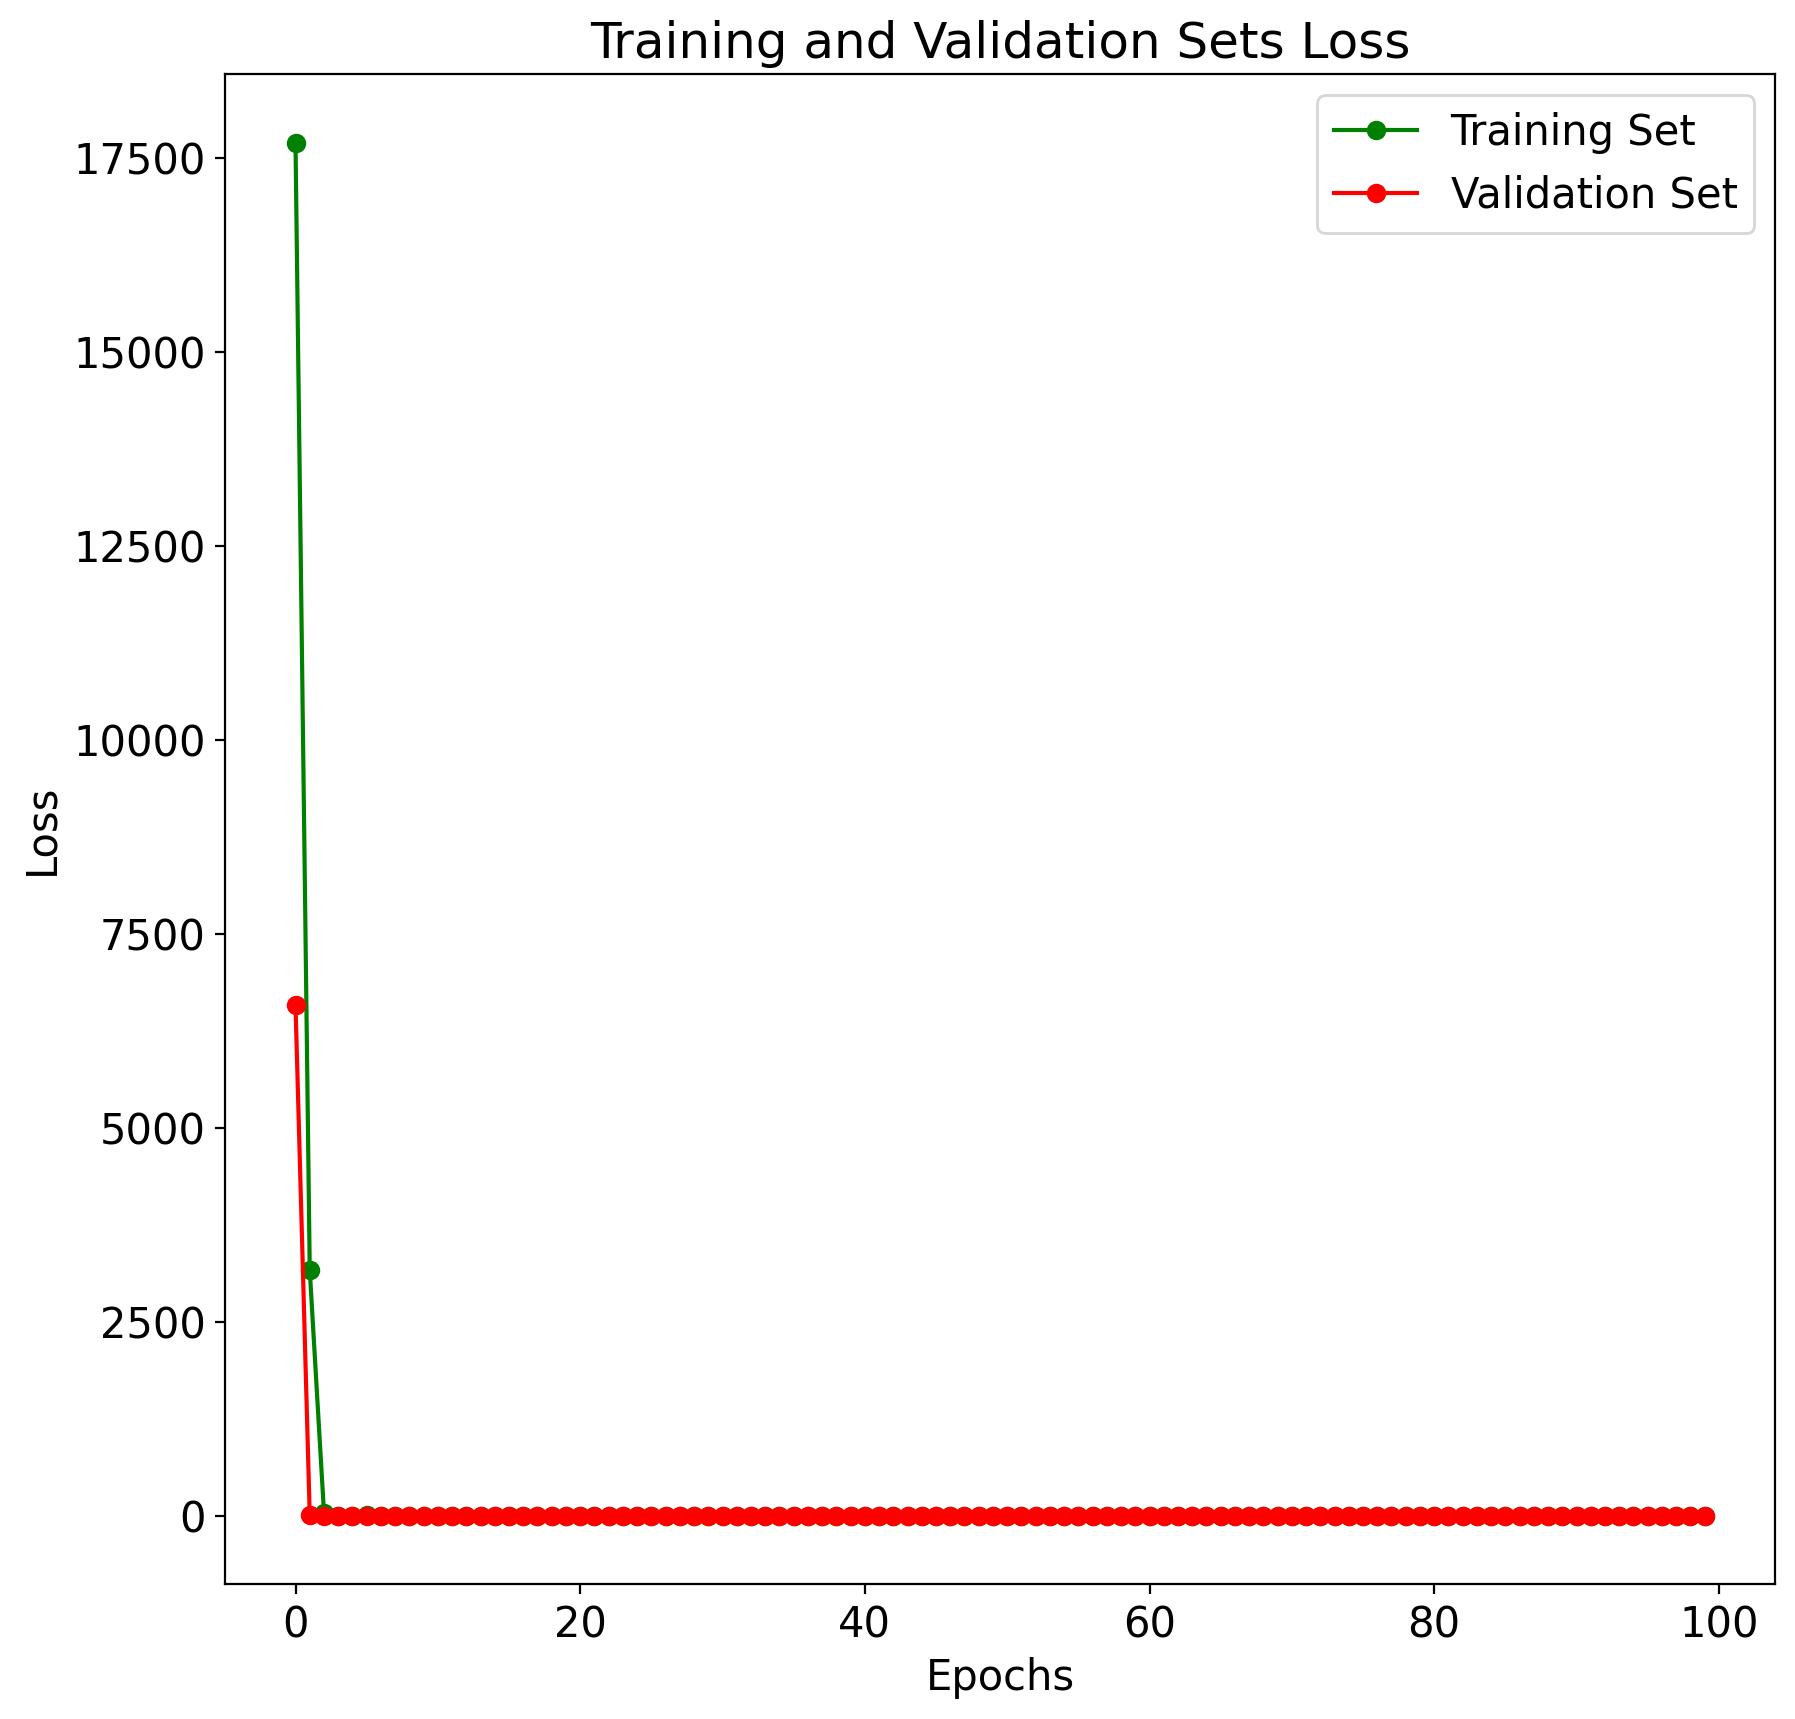 Training and Validation Sets Loss
Training Set
Validation Set
17500
15000
12500
10000
7500
5000
2500
0
Loss
0 20 40 60 80 100
Epochs